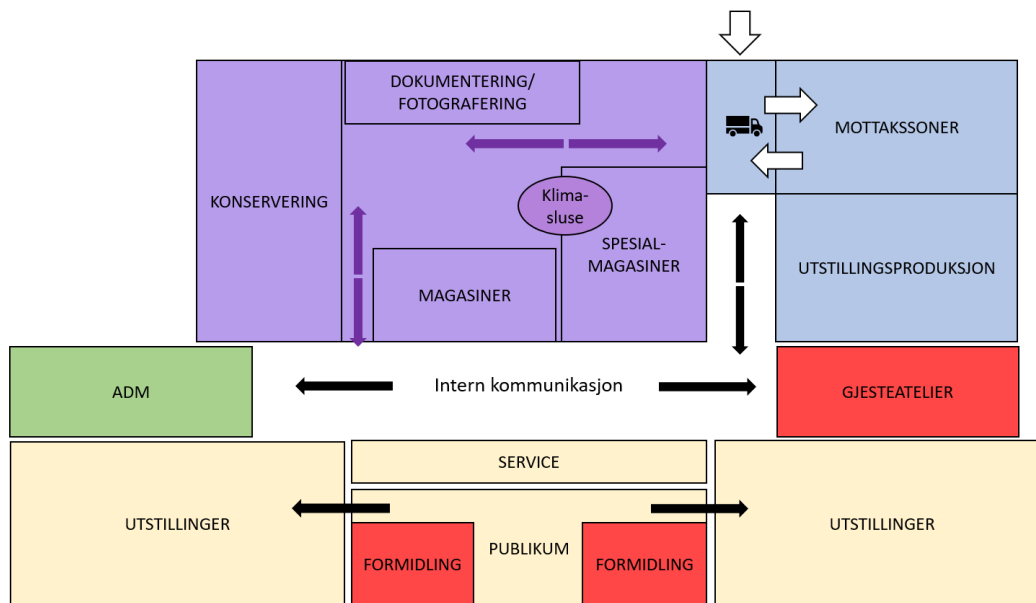 DOKUMENTERING/
FOTOGRAFERING
MOTTAKSSONER
KONSERVERING
Klima-
sluse
SPESIAL-
MAGASINER
UTSTILLINGSPRODUKSJON
MAGASINER
ADM
Intern kommunikasjon
GJESTEATELIER
SERVICE
UTSTILLINGER
PUBLIKUM
UTSTILLINGER
FORMIDLING
FORMIDLING